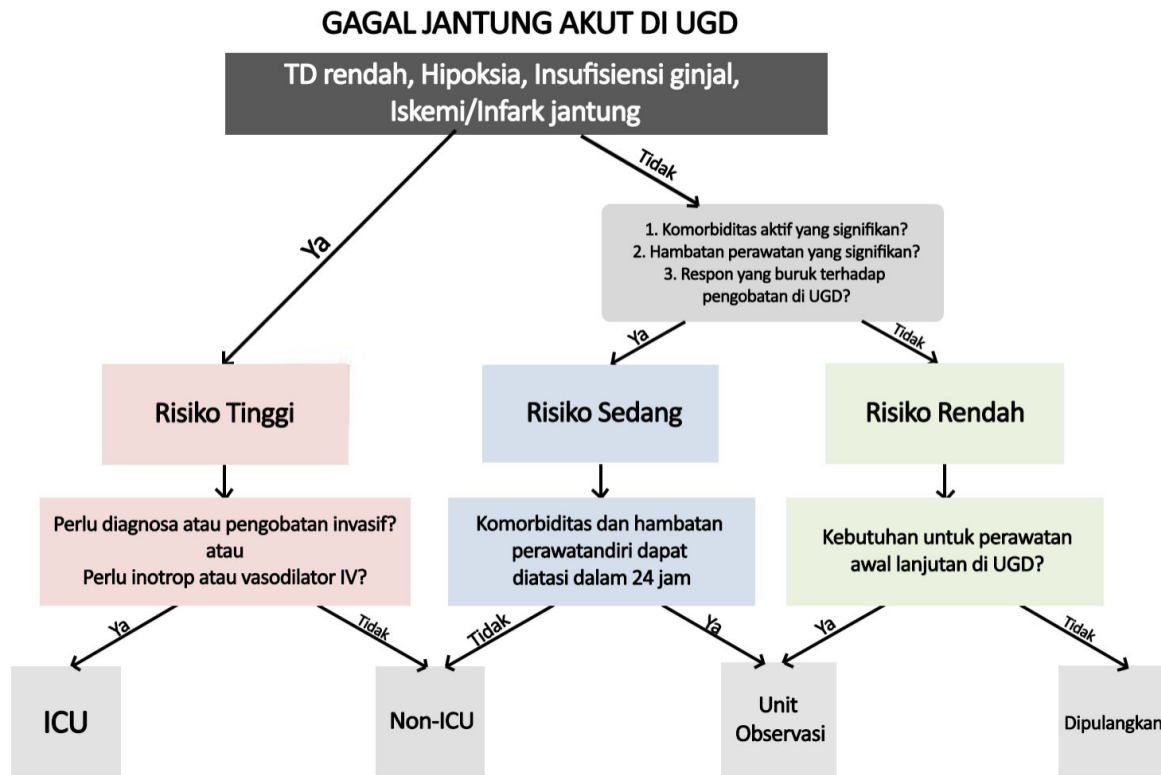 GAGAL JANTUNG AKUT DI UGD
TD rendah, Hipoksia, Insufisiensi ginjal,
Iskemi/Infark jantung
Ya
Tidak
1. Komorbiditas aktif yang signifikan?
2. Hambatan perawatan yang signifikan?
3. Respon yang buruk terhadap
pengobatan di UGD?
Ya
Tidak
Risiko Tinggi
Risiko Sedang
Risiko Rendah
Perlu diagnosa atau pengobatan invasif?
atau
Perlu inotrop atau vasodilator IV?
Komorbiditas dan hambatan
perawatandiri dapat
diatasi dalam 24 jam
Kebutuhan untuk perawatan
awal lanjutan di UGD?
Ya
Tidak
Tidak
Ya
Ya
Tidak
ICU
Non-ICU
Unit
Observasi
Dipulangkan